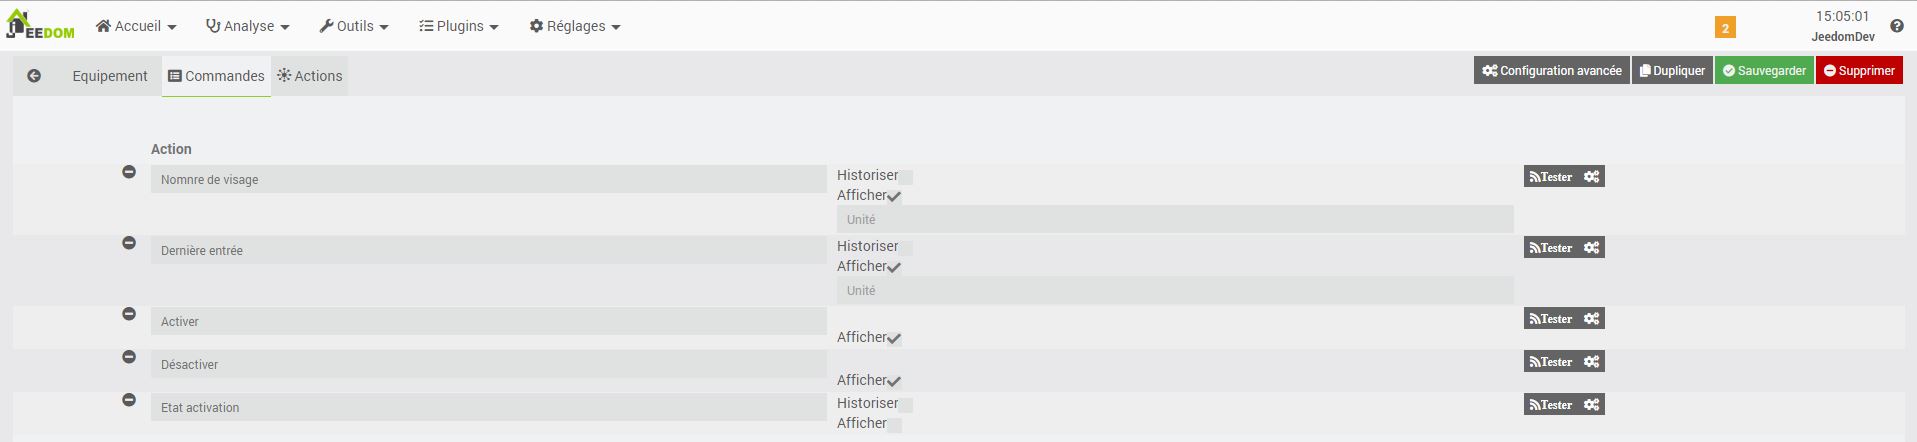 JEEDOM Accueil Analyse Outils Plugins Réglages 2 15:05:01
JeedomDev
Equipement Commandes Actions Configuration avancée Dupliquer Sauvegarder Supprimer
Action
Nomnre de visage Historiser Tester
Afficher
Unité
Dernière entrée Historiser Tester
Afficher
Unité
Activer Tester
Afficher
Désactiver Tester
Afficher
Etat activation Historiser Tester
Afficher